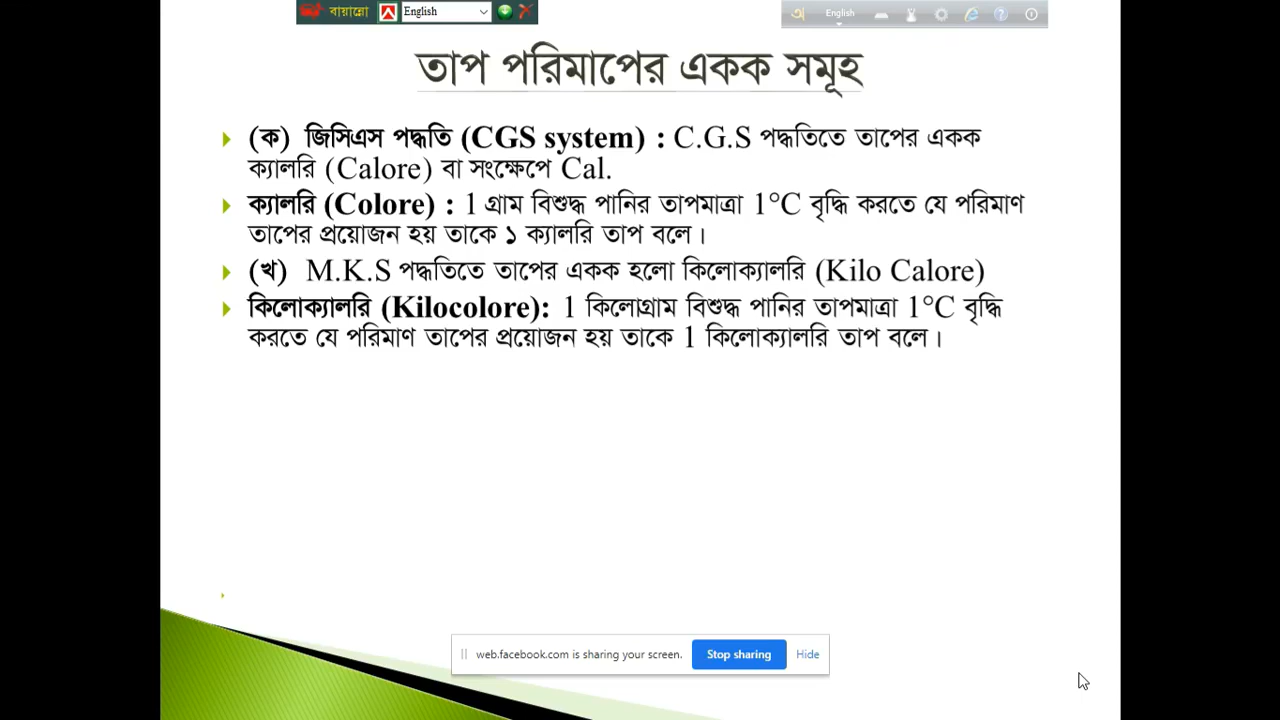 বায়ান্নো English
English
তাপ পরিমাপের একক সমূহ
(ক) জিসিএস পদ্ধতি (CGS system) : C.G.S পদ্ধতিতে তাপের একক
ক্যালরি (Calore) বা সংক্ষেপে Cal.
ক্যালরি (Colore) : 1 গ্রাম বিশুদ্ধ পানির তাপমাত্রা 1°C বৃদ্ধি করতে যে পরিমাণ
তাপের প্রয়োজন হয় তাকে ১ ক্যালরি তাপ বলে।
(খ) M.K.S পদ্ধতিতে তাপের একক হলো কিলোক্যালরি (Kilo Calore)
কিলোক্যালরি (Kilocolore): 1 কিলোগ্রাম বিশুদ্ধ পানির তাপমাত্রা 1°C বৃদ্ধি
করতে যে পরিমাণ তাপের প্রয়োজন হয় তাকে 1 কিলোক্যালরি তাপ বলে।
web.facebook.com is sharing your screen. Stop sharing Hide